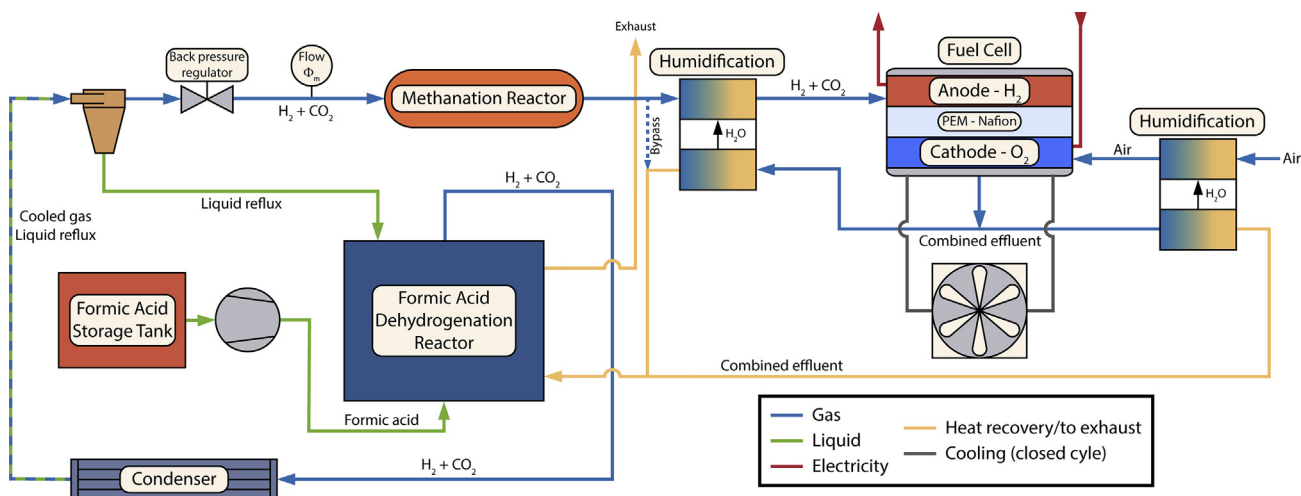 Exhaust
Back pressure
regulator
Flow
Φm
H2 + CO2
Methanation Reactor
Bypass
Humidification
H2O
H2 + CO2
Fuel Cell
Anode - H2
PEM - Nafion
Cathode - O2
Humidification
Air
Air
H2O
Liquid reflux
H2 + CO2
Cooled gas
Liquid reflux
Combined effluent
Formic Acid
Storage Tank
Formic Acid
Dehydrogenation
Reactor
Combined effluent
Formic acid
H2 + CO2
Condenser
Gas
Liquid
Electricity
Heat recovery/to exhaust
Cooling (closed cyle)